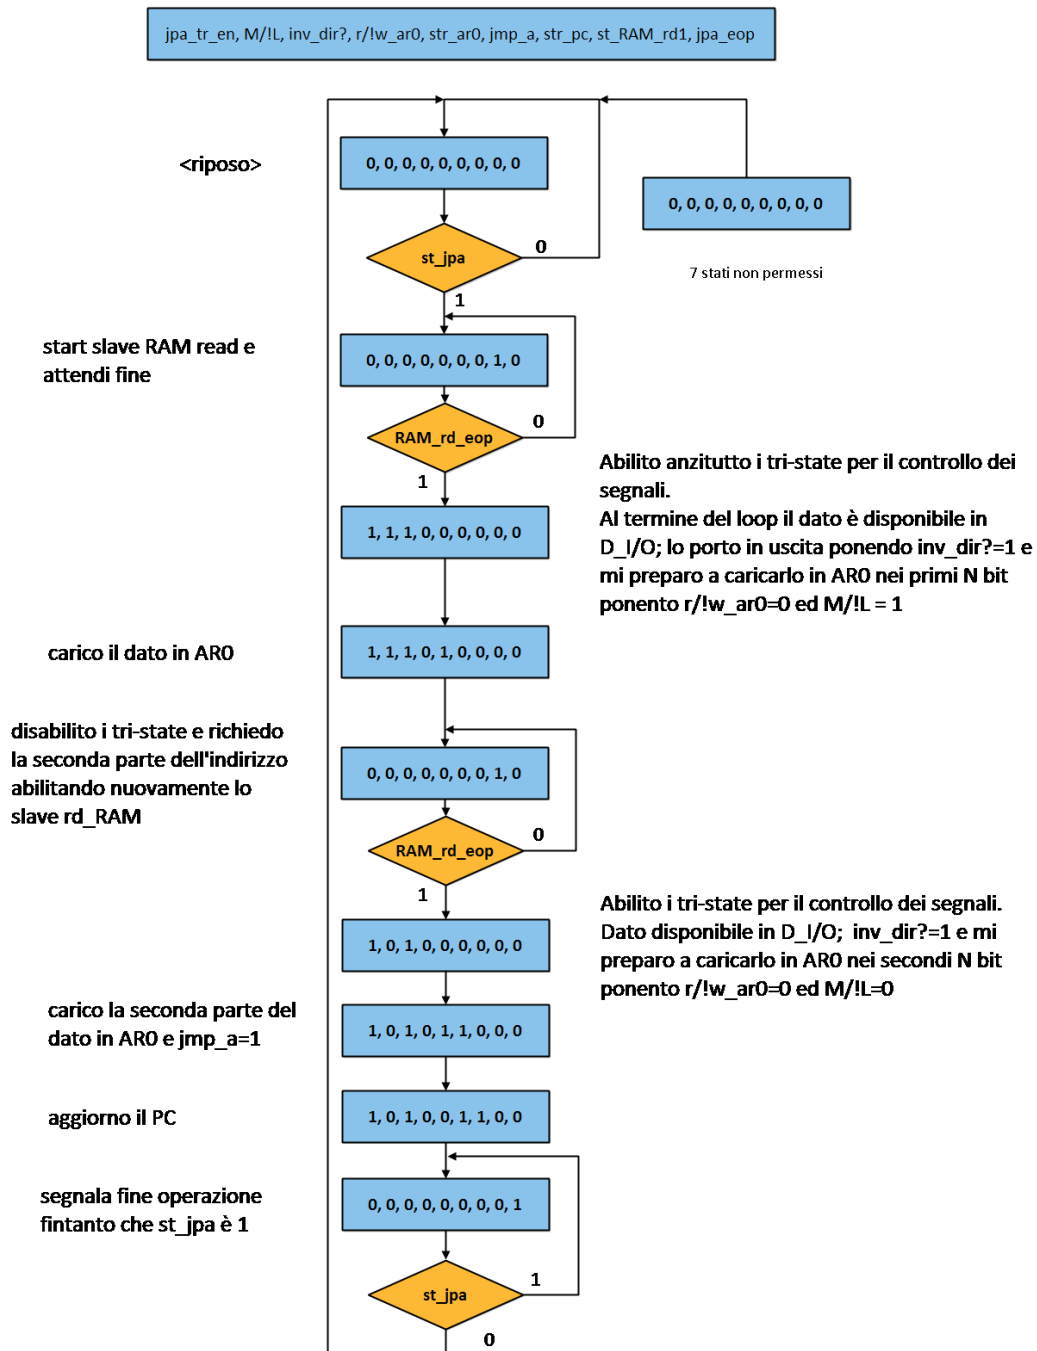 jpa_tr_en, M/!L, inv_dir?, r/!w_ar0, str_ar0, jmp_a, str_pc, st_RAM_rd1, jpa_eop
<riposo>
0, 0, 0, 0, 0, 0, 0, 0, 0
0, 0, 0, 0, 0, 0, 0, 0, 0
7 stati non permessi
st_jpa
0
1
start slave RAM read e
attendi fine
0, 0, 0, 0, 0, 0, 0, 1, 0
RAM_rd_eop
0
1
Abilito anzitutto i tri-state per il controllo dei
segnali.
Al termine del loop il dato è disponibile in
D_I/O; lo porto in uscita ponendo inv_dir?=1 e
mi preparo a caricarlo in AR0 nei primi N bit
ponento r/!w_ar0=0 ed M/!L = 1
1, 1, 1, 0, 0, 0, 0, 0, 0
carico il dato in AR0
1, 1, 1, 0, 1, 0, 0, 0, 0
disabilito i tri-state e richiedo
la seconda parte dell'indirizzo
abilitando nuovamente lo
slave rd_RAM
0, 0, 0, 0, 0, 0, 0, 1, 0
RAM_rd_eop
0
1
Abilito i tri-state per il controllo dei segnali.
Dato disponibile in D_I/O;  inv_dir?=1 e mi
preparo a caricarlo in AR0 nei secondi N bit
ponento r/!w_ar0=0 ed M/!L=0
1, 0, 1, 0, 0, 0, 0, 0, 0
carico la seconda parte del
dato in AR0 e jmp_a=1
1, 0, 1, 0, 1, 1, 0, 0, 0
aggiorno il PC
1, 0, 1, 0, 0, 1, 1, 0, 0
segnala fine operazione
fintanto che st_jpa è 1
0, 0, 0, 0, 0, 0, 0, 0, 1
st_jpa
1
0